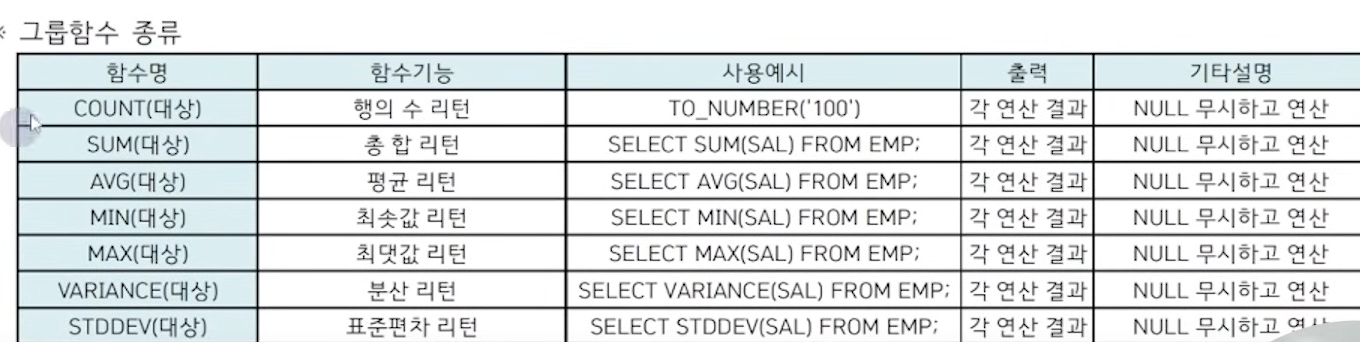 ※ 그룹함수 종류
함수명 함수기능 사용예시 출력 기타설명
COUNT(대상) 행의 수 리턴 TO_NUMBER('100') 각 연산 결과 NULL 무시하고 연산
SUM(대상) 총 합 리턴 SELECT SUM(SAL) FROM EMP; 각 연산 결과 NULL 무시하고 연산
AVG(대상) 평균 리턴 SELECT AVG(SAL) FROM EMP; 각 연산 결과 NULL 무시하고 연산
MIN(대상) 최솟값 리턴 SELECT MIN(SAL) FROM EMP; 각 연산 결과 NULL 무시하고 연산
MAX(대상) 최댓값 리턴 SELECT MAX(SAL) FROM EMP; 각 연산 결과 NULL 무시하고 연산
VARIANCE(대상) 분산 리턴 SELECT VARIANCE(SAL) FROM EMP; 각 연산 결과 NULL 무시하고 연산
STDDEV(대상) 표준편차 리턴 SELECT STDDEV(SAL) FROM EMP; 각 연산 결과 NULL 무시하고